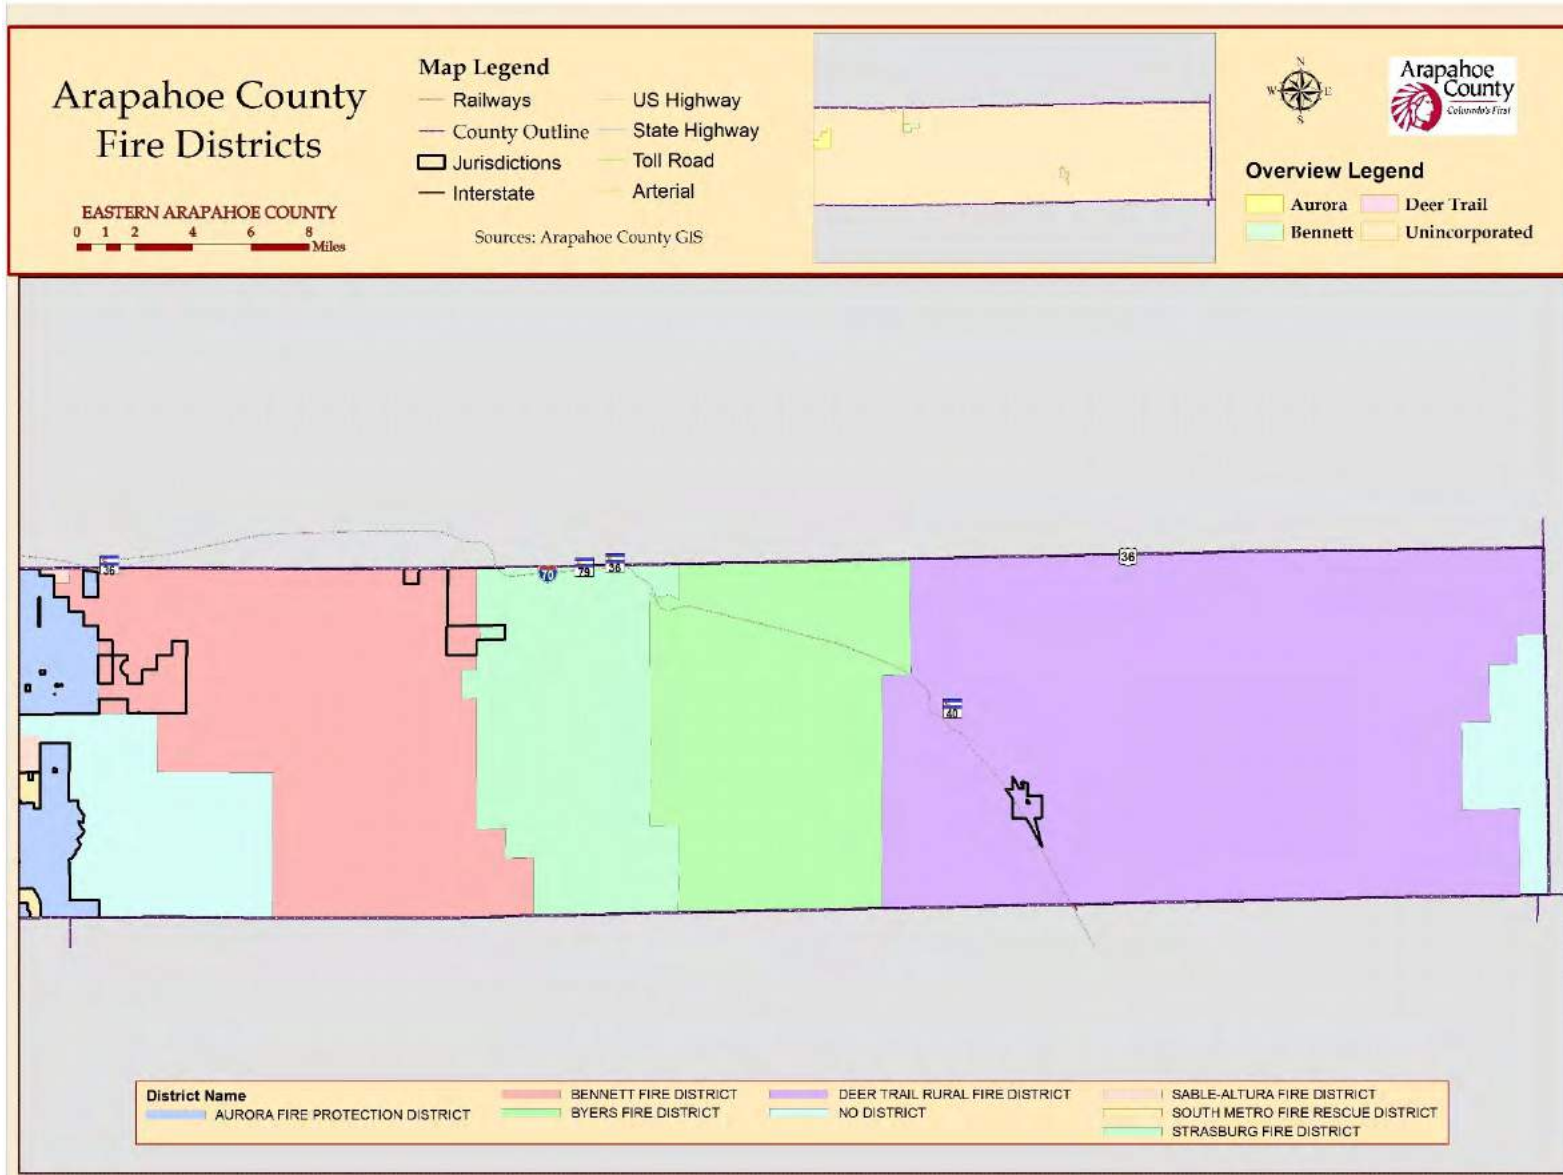 Arapahoe County
Fire Districts
EASTERN ARAPAHOE COUNTY
0 1 2 4 6 8
Miles
Map Legend
Railways
County Outline
Jurisdictions
Interstate
US Highway
State Highway
Toll Road
Arterial
Sources: Arapahoe County GIS
N
W E
S
Arapahoe
County
Colorado's First
Overview Legend
Aurora
Bennett
Deer Trail
Unincorporated
36
70
79
36
36
40
District Name
AURORA FIRE PROTECTION DISTRICT
BENNETT FIRE DISTRICT
BYERS FIRE DISTRICT
DEER TRAIL RURAL FIRE DISTRICT
NO DISTRICT
SABLE-ALTURA FIRE DISTRICT
SOUTH METRO FIRE RESCUE DISTRICT
STRASBURG FIRE DISTRICT